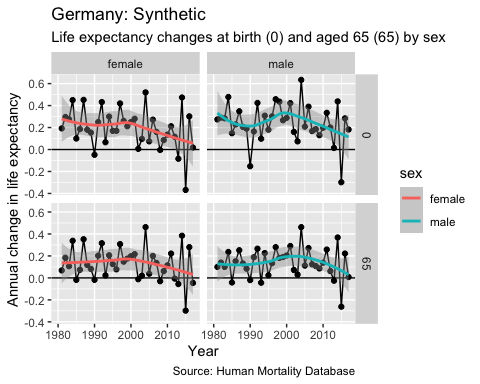 Germany: Synthetic
Life expectancy changes at birth (0) and aged 65 (65) by sex
female
male
Annual change in life expectancy
0.6
0.4
0.2
0.0
-0.2
-0.4
0
0.6
0.4
0.2
0.0
-0.2
-0.4
65
1980 1990 2000 2010
1980 1990 2000 2010
Year
sex
female
male
Source: Human Mortality Database